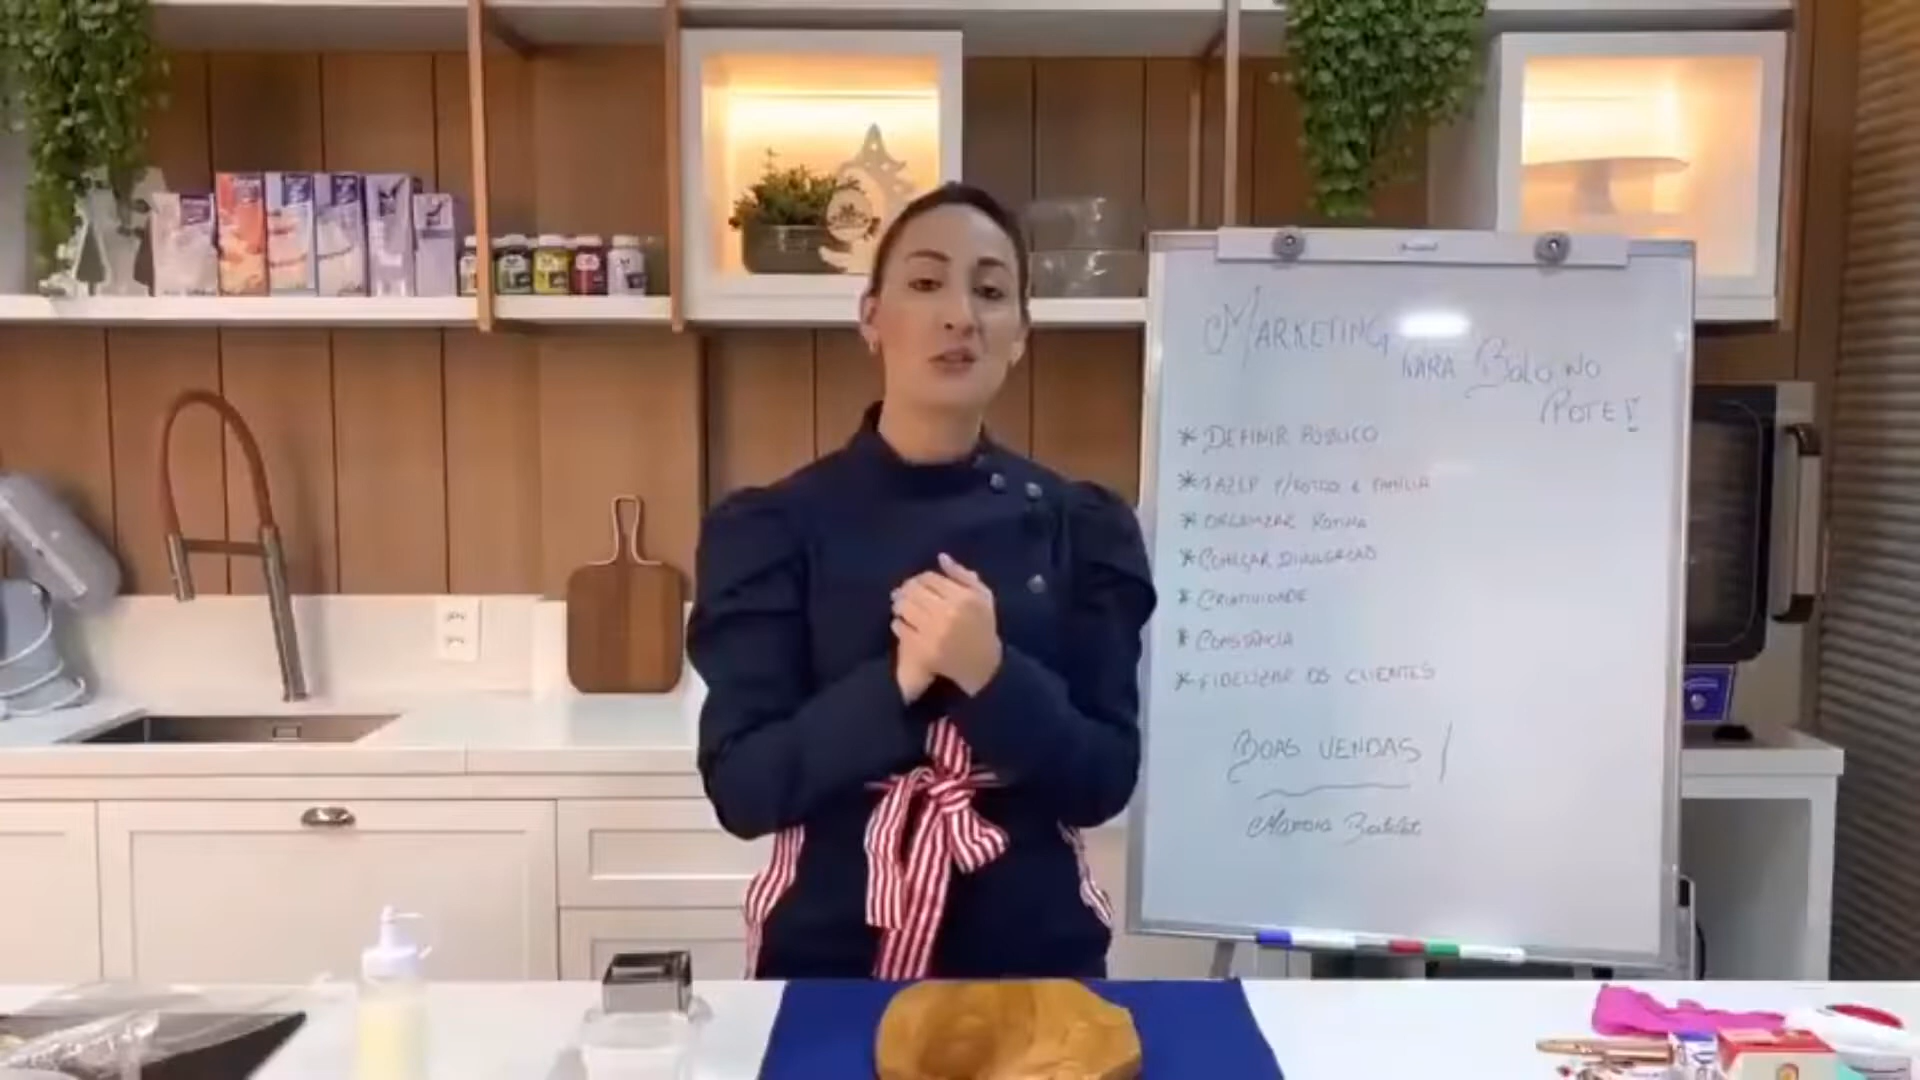 MARKETING
PARA BOLO NO
POTE!
* DEFINIR PÚBLICO
* FAZER P/ FOTOS E FAMÍLIA
* ORGANIZAR ROTINA
* COMEÇAR DIVULGAÇÃO
* CRIATIVIDADE
* CONSTÂNCIA
* FIDELIZAR OS CLIENTES
BOAS VENDAS!